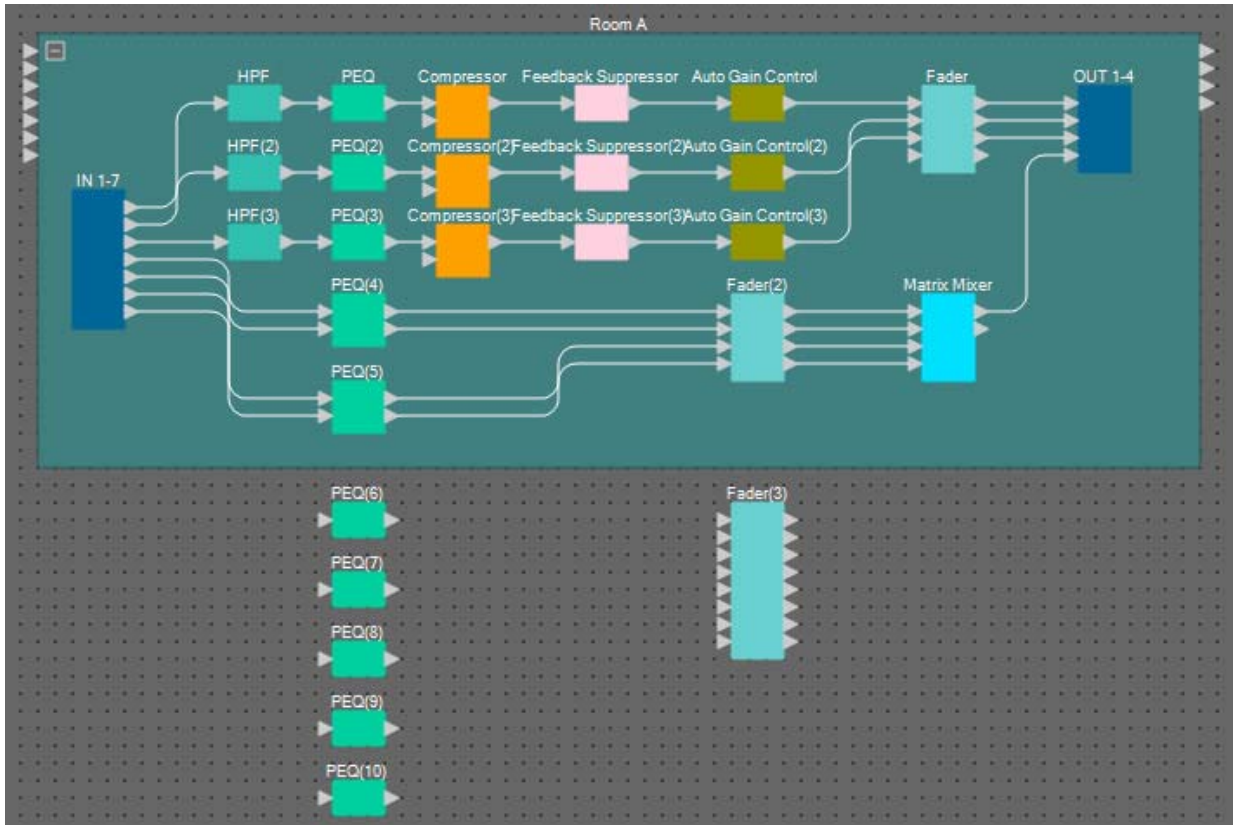 Room A
HPF PEQ Compressor Feedback Suppressor Auto Gain Control Fader OUT 1-4
HPF(2) PEQ(2) Compressor(2) Feedback Suppressor(2) Auto Gain Control(2)
IN 1-7
HPF(3) PEQ(3) Compressor(3) Feedback Suppressor(3) Auto Gain Control(3)
PEQ(4) Fader(2) Matrix Mixer
PEQ(5)
PEQ(6) Fader(3)
PEQ(7)
PEQ(8)
PEQ(9)
PEQ(10)